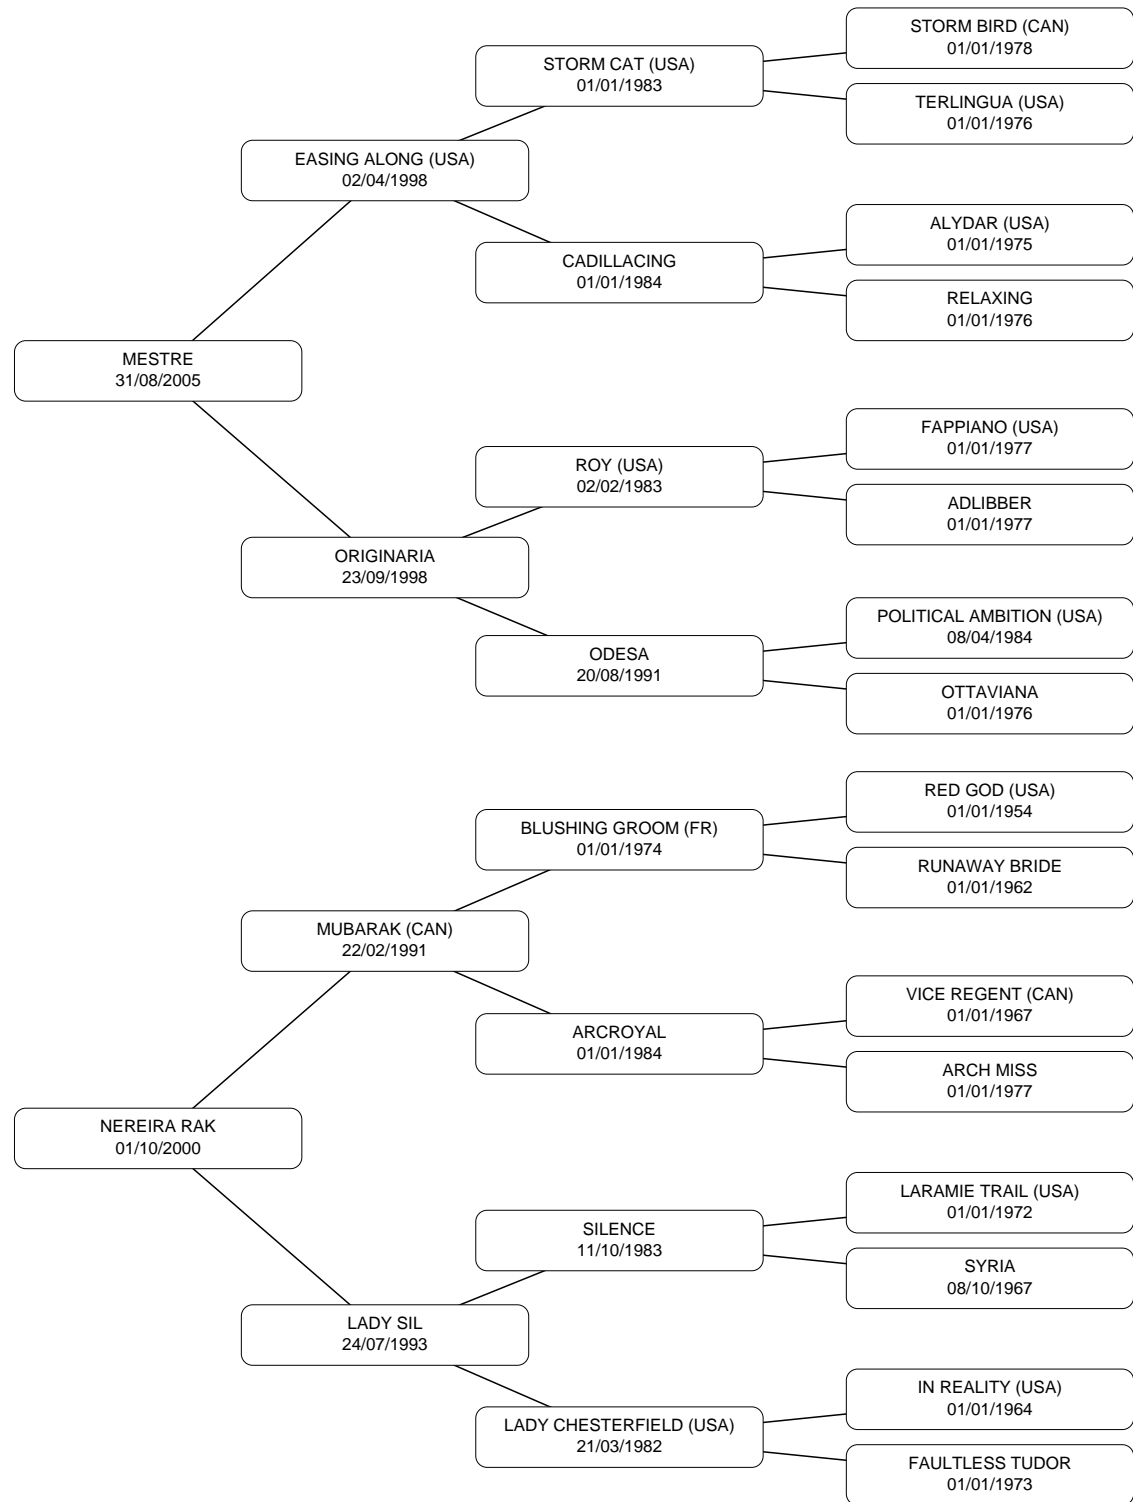 STORM BIRD (CAN)
01/01/1978
STORM CAT (USA)
01/01/1983
TERLINGUA (USA)
01/01/1976
EASING ALONG (USA)
02/04/1998
ALYDAR (USA)
01/01/1975
CADILLACING
01/01/1984
RELAXING
01/01/1976
MESTRE
31/08/2005
FAPPIANO (USA)
01/01/1977
ROY (USA)
02/02/1983
ADLIBBER
01/01/1977
ORIGINARIA
23/09/1998
POLITICAL AMBITION (USA)
08/04/1984
ODESA
20/08/1991
OTTAVIANA
01/01/1976
RED GOD (USA)
01/01/1954
BLUSHING GROOM (FR)
01/01/1974
RUNAWAY BRIDE
01/01/1962
MUBARAK (CAN)
22/02/1991
VICE REGENT (CAN)
01/01/1967
ARCROYAL
01/01/1984
ARCH MISS
01/01/1977
NEREIRA RAK
01/10/2000
LARAMIE TRAIL (USA)
01/01/1972
SILENCE
11/10/1983
SYRIA
08/10/1967
LADY SIL
24/07/1993
IN REALITY (USA)
01/01/1964
LADY CHESTERFIELD (USA)
21/03/1982
FAULTLESS TUDOR
01/01/1973